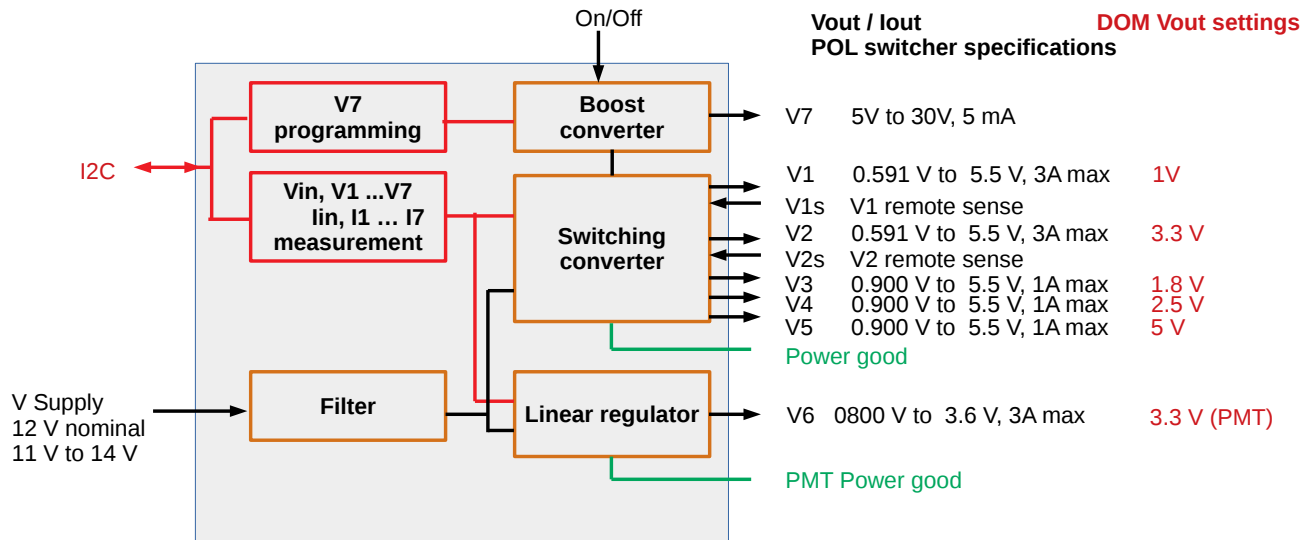 On/Off
Vout / Iout
POL switcher specifications
DOM Vout settings
V7
programming
Boost
converter
V7 5V to 30V, 5 mA
I2C
Vin, V1 ...V7
Iin, I1 … I7
measurement
Switching
converter
V1 0.591 V to 5.5 V, 3A max 1V
V1s V1 remote sense
V2 0.591 V to 5.5 V, 3A max 3.3 V
V2s V2 remote sense
V3 0.900 V to 5.5 V, 1A max 1.8 V
V4 0.900 V to 5.5 V, 1A max 2.5 V
V5 0.900 V to 5.5 V, 1A max 5 V
Power good
V Supply
12 V nominal
11 V to 14 V
Filter
Linear regulator
V6 0800 V to 3.6 V, 3A max 3.3 V (PMT)
PMT Power good